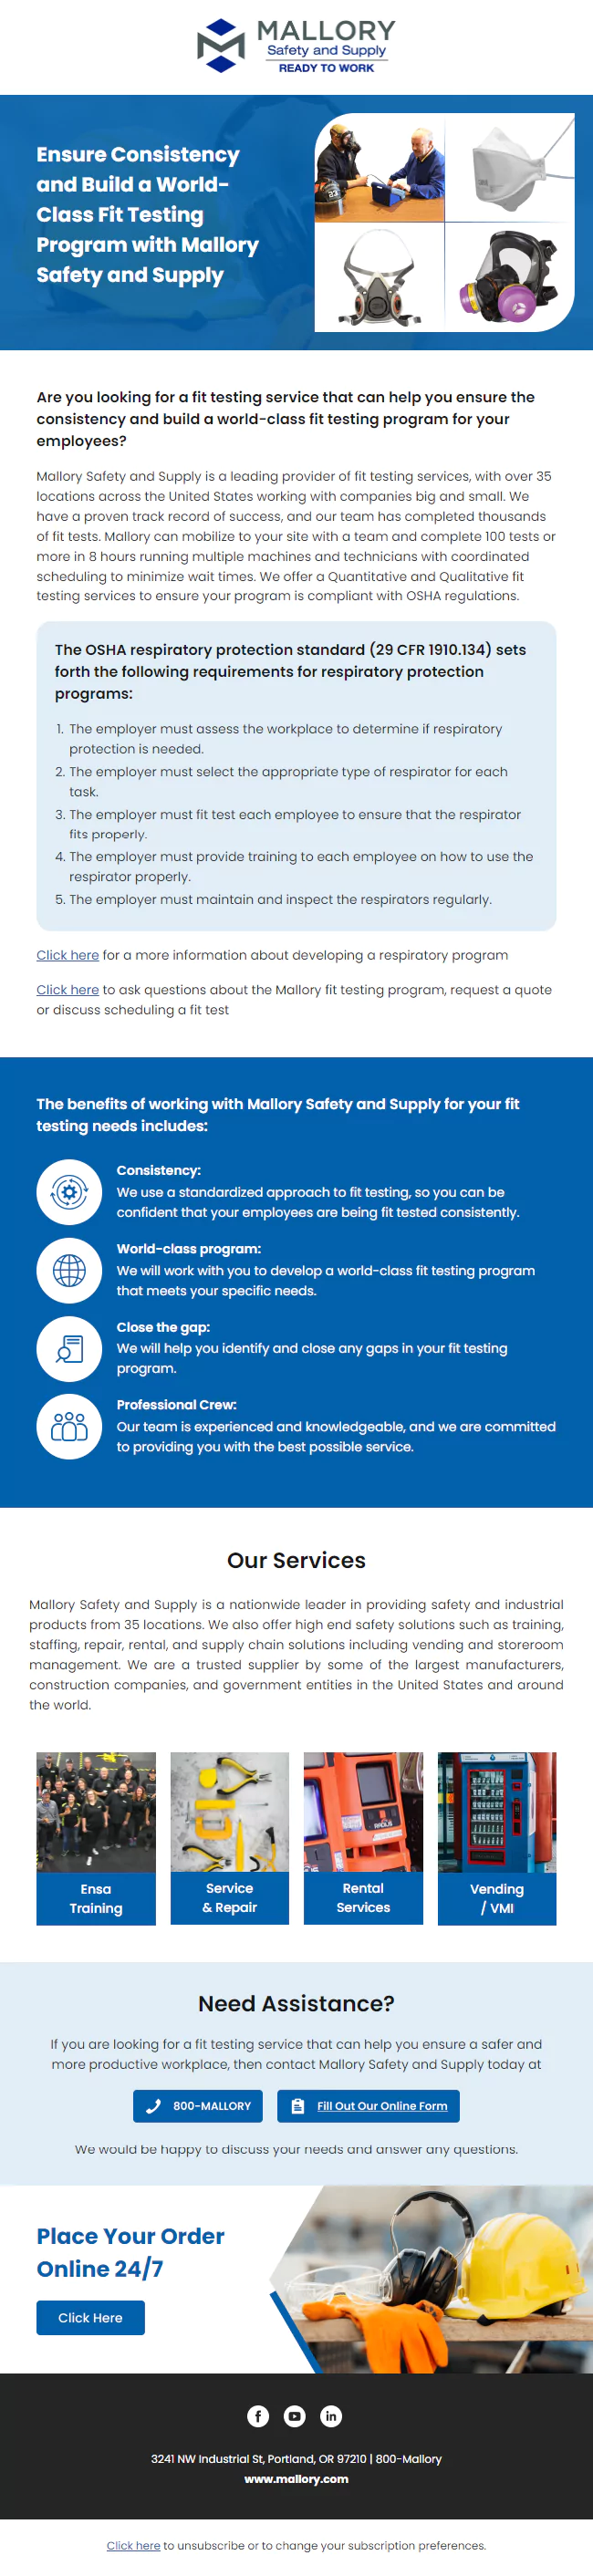 MALLORY
Safety and Supply
READY TO WORK
Ensure Consistency
and Build a World-
Class Fit Testing
Program with Mallory
Safety and Supply
Are you looking for a fit testing service that can help you ensure the
consistency and build a world-class fit testing program for your
employees?
Mallory Safety and Supply is a leading provider of fit testing services, with over 35
locations across the United States working with companies big and small. We
have a proven track record of success, and our team has completed thousands
of fit tests. Mallory can mobilize to your site with a team and complete 100 tests or
more in 8 hours running multiple machines and technicians with coordinated
scheduling to minimize wait times. We offer a Quantitative and Qualitative fit
testing services to ensure your program is compliant with OSHA regulations.
The OSHA respiratory protection standard (29 CFR 1910.134) sets
forth the following requirements for respiratory protection
programs:
1. The employer must assess the workplace to determine if respiratory
protection is needed.
2. The employer must select the appropriate type of respirator for each
task.
3. The employer must fit test each employee to ensure that the respirator
fits properly.
4. The employer must provide training to each employee on how to use the
respirator properly.
5. The employer must maintain and inspect the respirators regularly.
Click here for a more information about developing a respiratory program
Click here to ask questions about the Mallory fit testing program, request a quote
or discuss scheduling a fit test
The benefits of working with Mallory Safety and Supply for your fit
testing needs includes:
Consistency:
We use a standardized approach to fit testing, so you can be
confident that your employees are being fit tested consistently.
World-class program:
We will work with you to develop a world-class fit testing program
that meets your specific needs.
Close the gap:
We will help you identify and close any gaps in your fit testing
program.
Professional Crew:
Our team is experienced and knowledgeable, and we are committed
to providing you with the best possible service.
Our Services
Mallory Safety and Supply is a nationwide leader in providing safety and industrial
products from 35 locations. We also offer high end safety solutions such as training,
staffing, repair, rental, and supply chain solutions including vending and storeroom
management. We are a trusted supplier by some of the largest manufacturers,
construction companies, and government entities in the United States and around
the world.
Ensa
Training
Service
& Repair
Rental
Services
Vending
/ VMI
Need Assistance?
If you are looking for a fit testing service that can help you ensure a safer and
more productive workplace, then contact Mallory Safety and Supply today at
800-MALLORY
Fill Out Our Online Form
We would be happy to discuss your needs and answer any questions.
Place Your Order
Online 24/7
Click Here
3241 NW Industrial St, Portland, OR 97210 | 800-Mallory
www.mallory.com
Click here to unsubscribe or to change your subscription preferences.